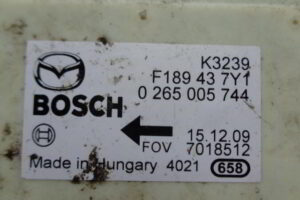 K3239
F189 43 7Y1
BOSCH
0 265 005 744
15.12.09
FOV 7018512
Made in Hungary 4021 658